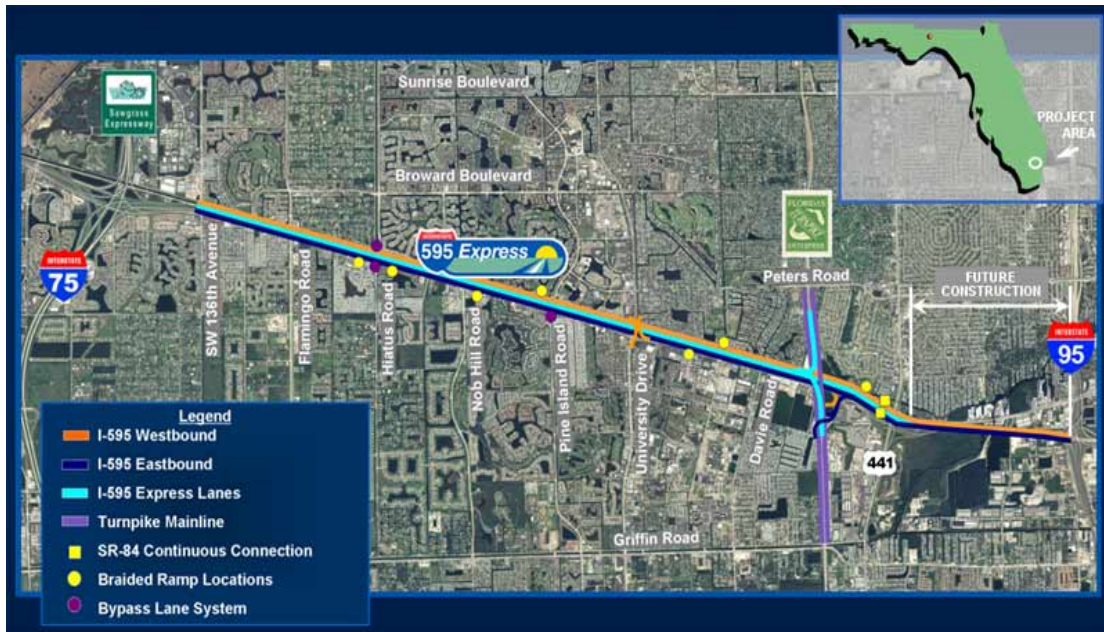 Sunrise Boulevard
Sawgrass
Expressway
PROJECT
AREA
Broward Boulevard
FLORIDA'S
ENTERPRISE
INTERSTATE
75
SW 136th Avenue
Flamingo Road
Hiatus Road
INTERSTATE
595 Express
Nob Hill Road
Pine Island Road
University Drive
Davie Road
Peters Road
FUTURE
CONSTRUCTION
INTERSTATE
95
441
Griffin Road
Legend
I-595 Westbound
I-595 Eastbound
I-595 Express Lanes
Turnpike Mainline
SR-84 Continuous Connection
Braided Ramp Locations
Bypass Lane System